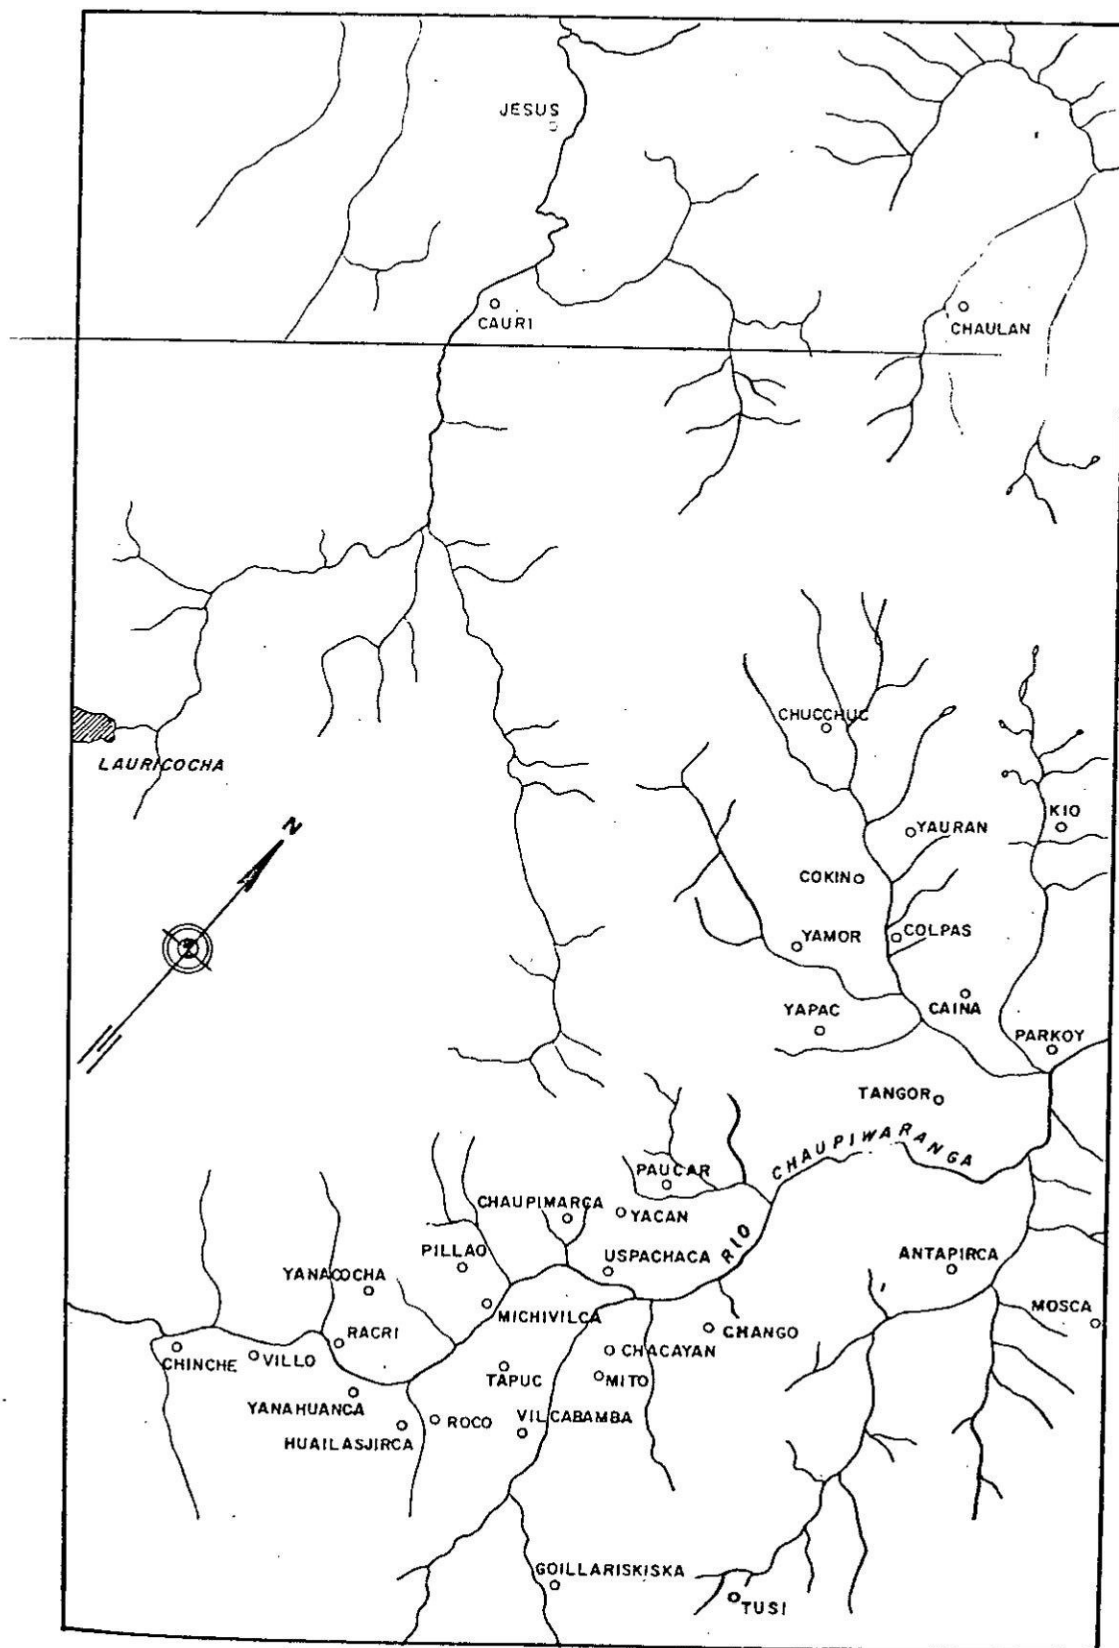 JESUS
CAURI
CHAULAN
LAURICOCHA
N
CHUCCHUC
YAURAN
KIO
COKIN
YAMOR
COLPAS
YAPAC
CAINA
PARKOY
TANGOR
RIO CHAUPIWARANGA
PAUCAR
CHAUPIMARCA
YACAN
PILLAO
USPACHACA
ANTAPIRCA
YANACOCHA
MICHIVILCA
MOSCA
RACRI
CHANGO
CHINCHE
VILLO
CHACAYAN
TAPUC
MITO
YANAHUANCA
ROCO
VILCABAMBA
HUAILASJIRCA
GOILLARISKISKA
TUSI